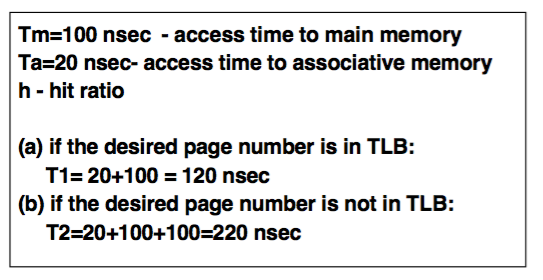 Tm=100 nsec - access time to main memory
Ta=20 nsec- access time to associative memory
h - hit ratio
(a) if the desired page number is in TLB:
T1= 20+100 = 120 nsec
(b) if the desired page number is not in TLB:
T2=20+100+100=220 nsec